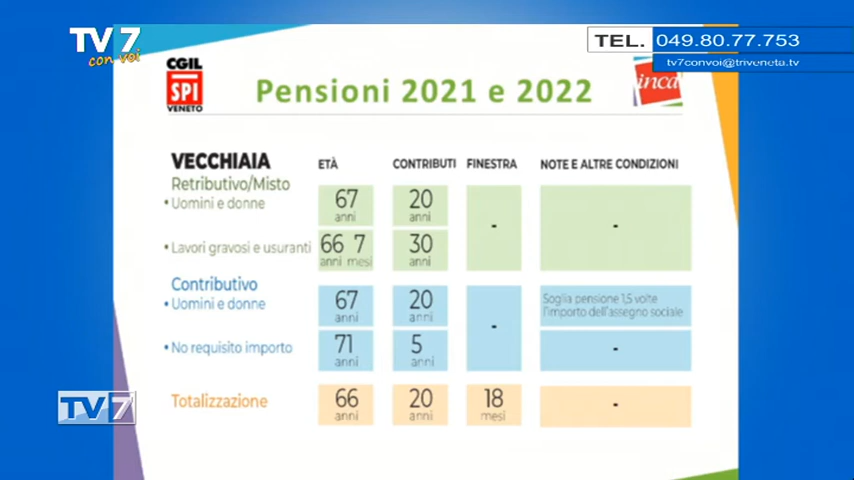 TV7
con voi
TEL. 049.80.77.753
tv7convoi@triveneta.tv
CGIL
SPI
VENETO
Pensioni 2021 e 2022
inca
VECCHIAIA ETÀ CONTRIBUTI FINESTRA NOTE E ALTRE CONDIZIONI
Retributivo/Misto
• Uomini e donne 67 anni 20 anni - -
• Lavori gravosi e usuranti 66 anni 7 mesi 30 anni
Contributivo
• Uomini e donne 67 anni 20 anni - Soglia pensione 1,5 volte
l'importo dell'assegno sociale
• No requisito importo 71 anni 5 anni -
Totalizzazione 66 anni 20 anni 18 mesi -
TV7